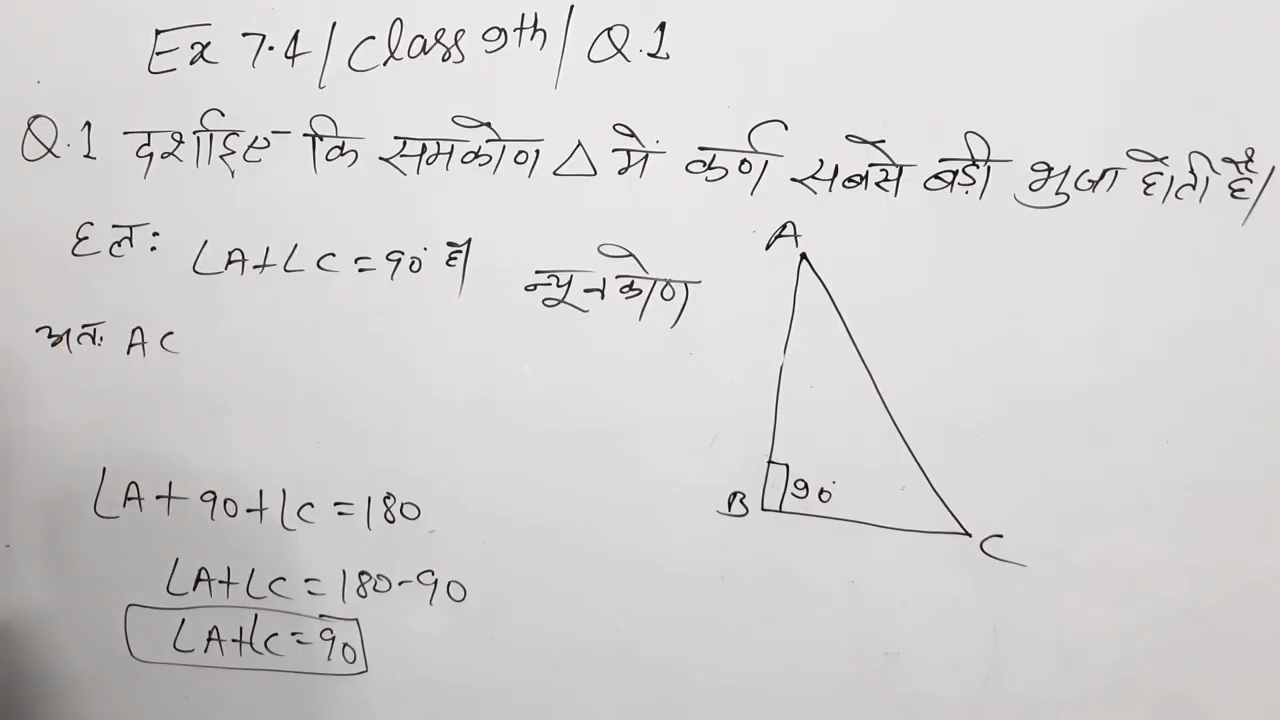 Ex 7.4/Class 9th/Q.1
Q.1 दर्शाइए कि समकोण △ में कर्ण सबसे बड़ी भुजा होती है।
हल: ∠A+∠C=90° है। न्यूनकोण
अतः AC
∠A+90+∠C=180
∠A+∠C=180-90
∠A+∠C=90
A
B 90°
C